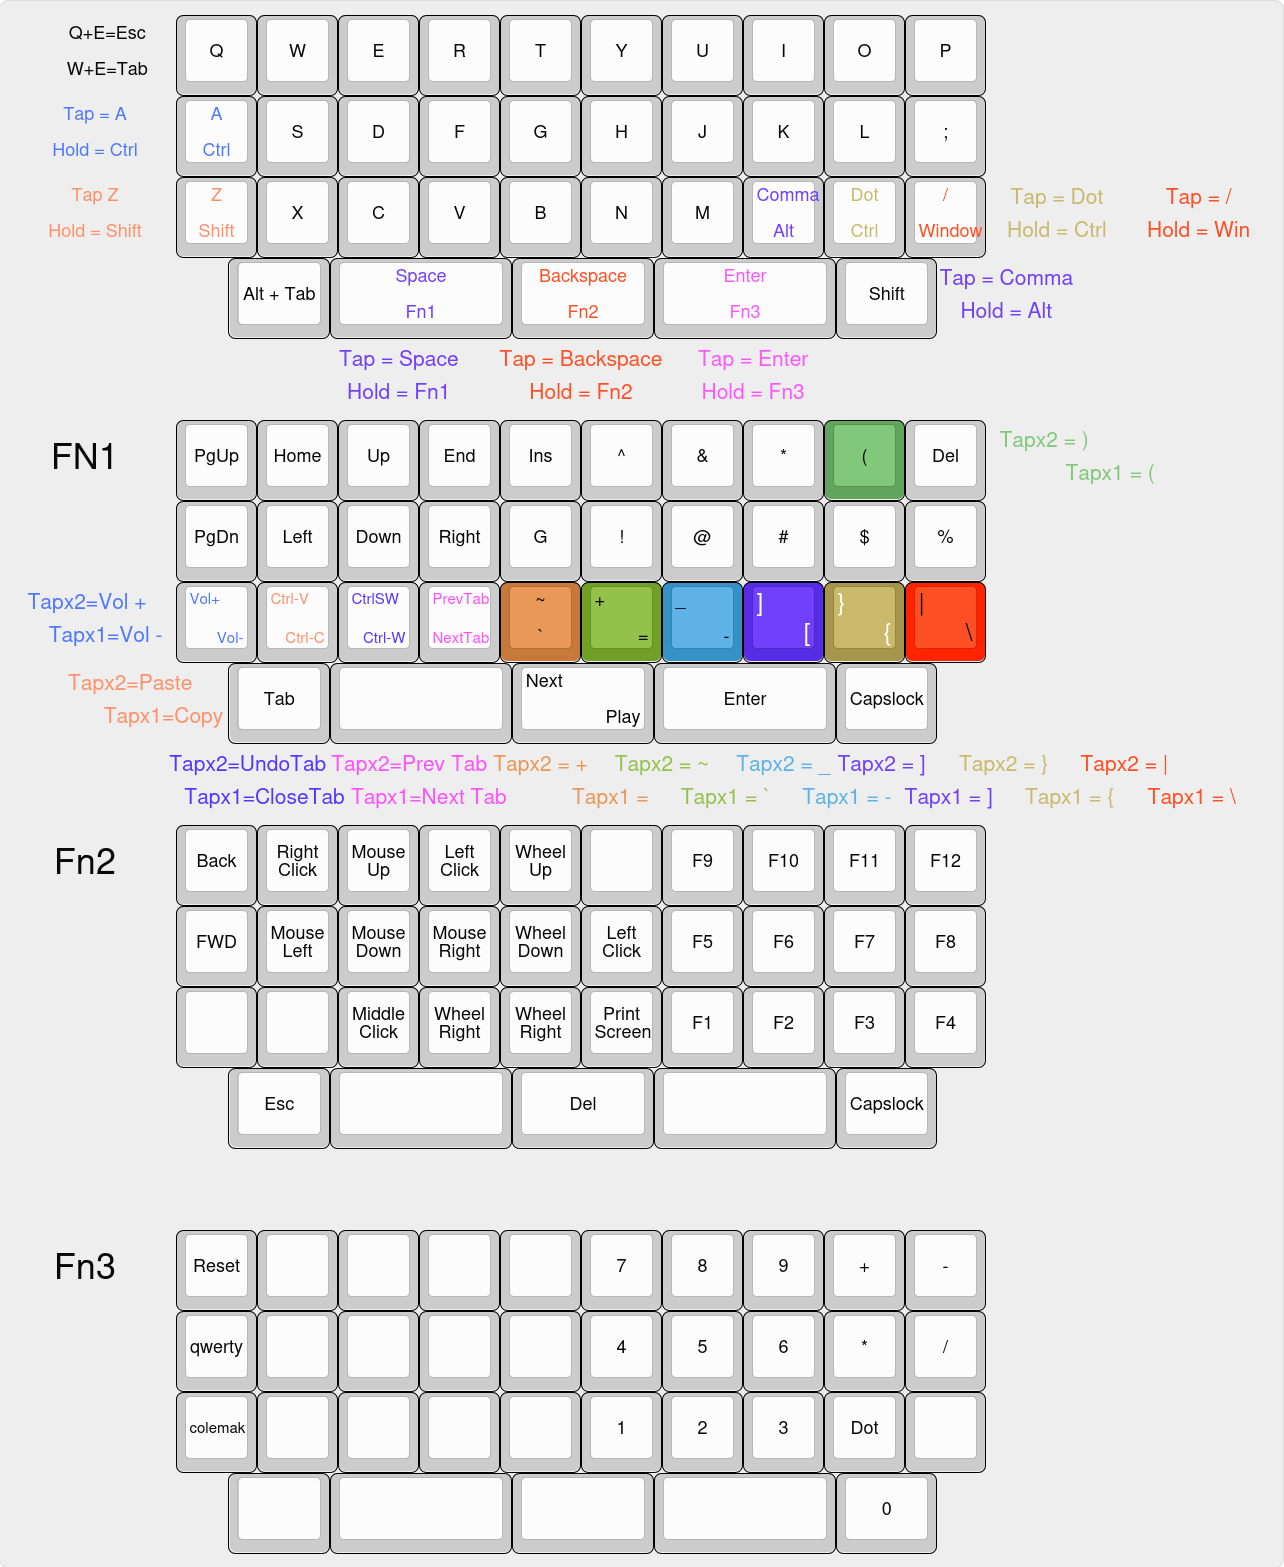 Q+E=Esc
W+E=Tab
Q W E R T Y U I O P
Tap = A
Hold = Ctrl
A
Ctrl
S D F G H J K L ;
Tap Z
Hold = Shift
Z
Shift
X C V B N M
Comma
Alt
Dot
Ctrl
/
Window
Tap = Dot
Hold = Ctrl
Tap = /
Hold = Win
Alt + Tab
Space
Fn1
Backspace
Fn2
Enter
Fn3
Shift
Tap = Comma
Hold = Alt
Tap = Space
Hold = Fn1
Tap = Backspace
Hold = Fn2
Tap = Enter
Hold = Fn3
FN1
PgUp Home Up End Ins ^ & * ( Del
Tapx2 = )
Tapx1 = (
PgDn Left Down Right G ! @ # $ %
Tapx2=Vol +
Tapx1=Vol -
Vol+
Vol-
Ctrl-V
Ctrl-C
CtrlSW
Ctrl-W
PrevTab
NextTab
~
`
+
=
_
-
]
[
}
{
|
\
Tapx2=Paste
Tapx1=Copy
Tab
Next
Play
Enter
Capslock
Tapx2=UndoTab Tapx2=Prev Tab Tapx2 = + Tapx2 = ~ Tapx2 = _ Tapx2 = ] Tapx2 = } Tapx2 = |
Tapx1=CloseTab Tapx1=Next Tab Tapx1 = Tapx1 = ` Tapx1 = - Tapx1 = ] Tapx1 = { Tapx1 = \
Fn2
Back
Right
Click
Mouse
Up
Left
Click
Wheel
Up
F9 F10 F11 F12
FWD
Mouse
Left
Mouse
Down
Mouse
Right
Wheel
Down
Left
Click
F5 F6 F7 F8
Middle
Click
Wheel
Right
Wheel
Right
Print
Screen
F1 F2 F3 F4
Esc Del Capslock
Fn3
Reset 7 8 9 + -
qwerty 4 5 6 * /
colemak 1 2 3 Dot
0